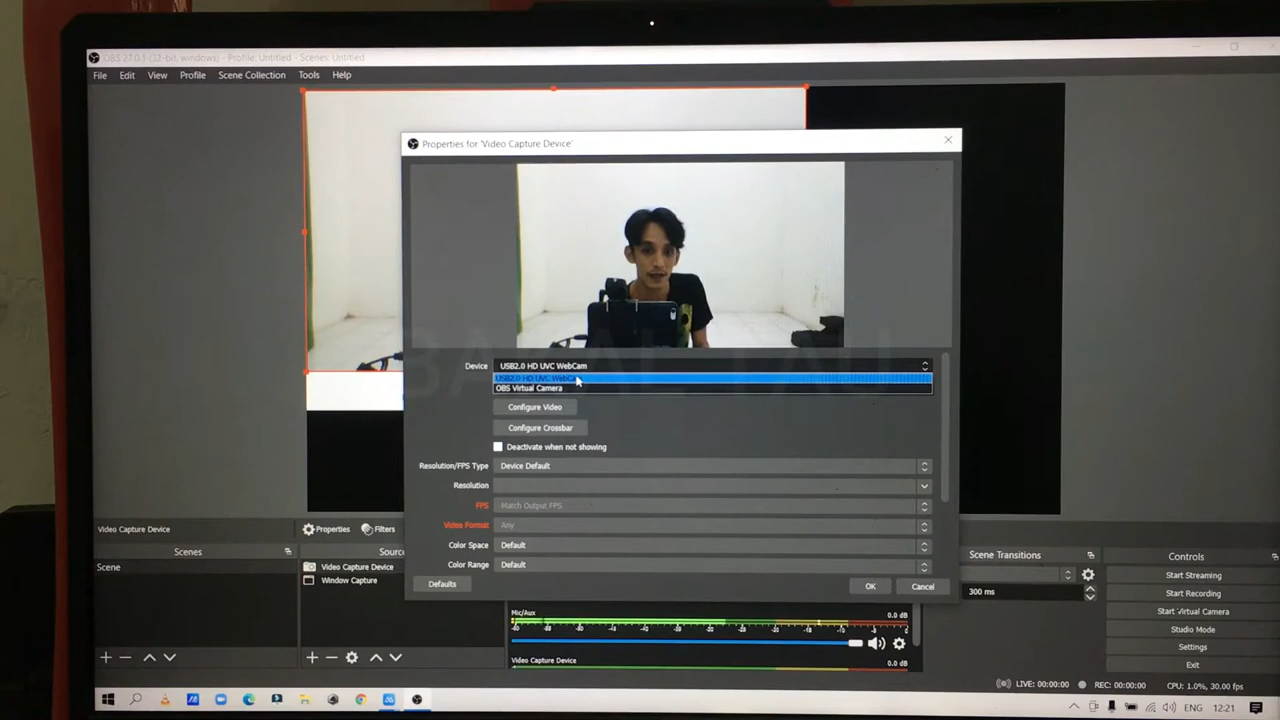 OBS 27.0.1 (32-bit, windows) - Profile: Untitled - Scenes: Untitled
File Edit View Profile Scene Collection Tools Help
Properties for 'Video Capture Device'
Device USB2.0 HD UVC WebCam
USB2.0 HD UVC WebCam
OBS Virtual Camera
Configure Video
Configure Crossbar
Deactivate when not showing
Resolution/FPS Type Device Default
Resolution
FPS Match Output FPS
Video Format Any
Color Space Default
Color Range Default
Defaults OK Cancel
Video Capture Device Properties Filters
Scenes
Scene
Sourc
Video Capture Device
Window Capture
Mic/Aux 0.0 dB
Video Capture Device 0.0 dB
Scene Transitions
300 ms
Controls
Start Streaming
Start Recording
Start Virtual Camera
Studio Mode
Settings
Exit
LIVE: 00:00:00 REC: 00:00:00 CPU: 1.0%, 30.00 fps
ENG 12:21